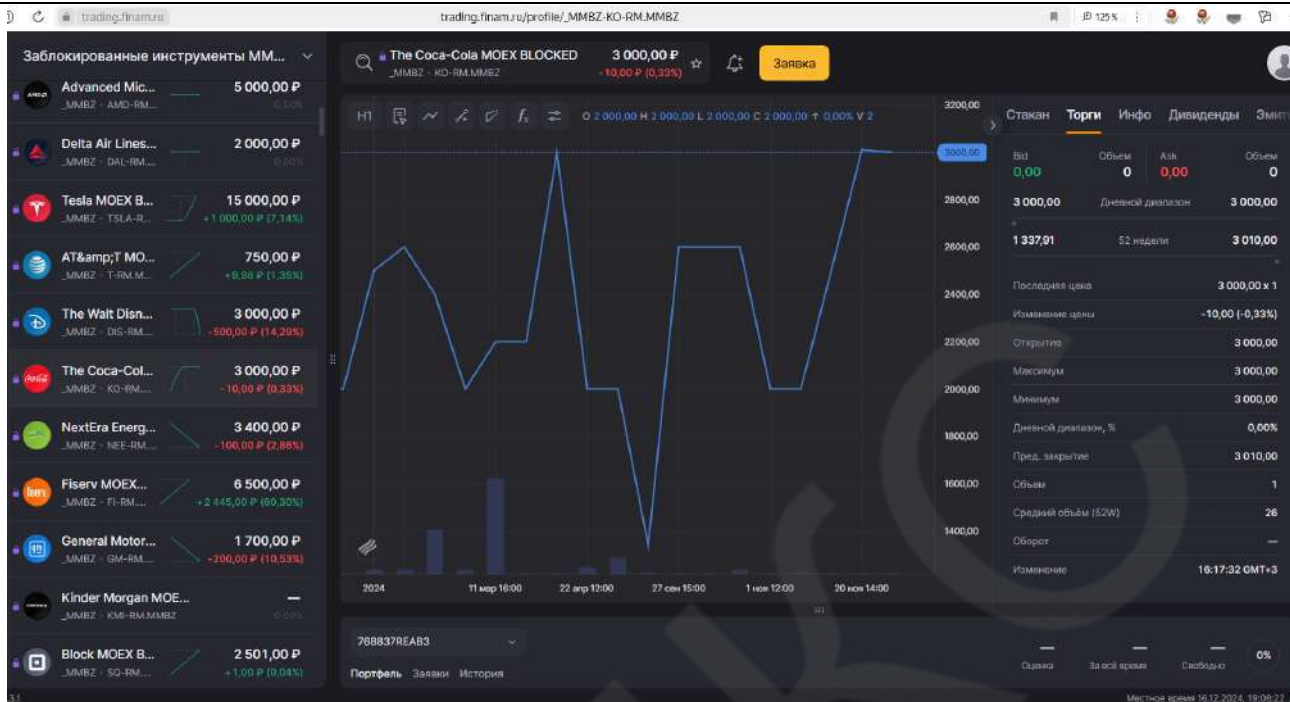 trading.finam.ru
trading.finam.ru/profile/_MMBZ-KO-RM.MMBZ
125 %
Заблокированные инструменты ММ...
Advanced Mic...
5 000,00 ₽
_MMBZ - AMD-RM...
0,00%
Delta Air Lines...
2 000,00 ₽
_MMBZ - DAL-RM...
0,00%
Tesla MOEX B...
15 000,00 ₽
_MMBZ - TSLA-R...
+1 000,00 ₽ (7,14%)
AT&amp;T MO...
750,00 ₽
_MMBZ - T-RM.M...
+9,98 ₽ (1,35%)
The Walt Disn...
3 000,00 ₽
_MMBZ - DIS-RM....
-500,00 ₽ (14,29%)
The Coca-Col...
3 000,00 ₽
_MMBZ - KO-RM....
-10,00 ₽ (0,33%)
NextEra Energ...
3 400,00 ₽
_MMBZ - NEE-RM...
-100,00 ₽ (2,86%)
Fiserv MOEX...
6 500,00 ₽
_MMBZ - FI-RM....
+2 445,00 ₽ (60,30%)
General Motor...
1 700,00 ₽
_MMBZ - GM-RM...
-200,00 ₽ (10,53%)
Kinder Morgan MOE...
—
_MMBZ - KMI-RM.MMBZ
0,00%
Block MOEX B...
2 501,00 ₽
_MMBZ - SQ-RM....
+1,00 ₽ (0,04%)
The Coca-Cola MOEX BLOCKED
3 000,00 ₽
_MMBZ - KO-RM.MMBZ
-10,00 ₽ (0,33%)
Заявка
H1
O 2 000,00 H 2 000,00 L 2 000,00 C 2 000,00 ↑ 0,00% V 2
3200,00
3000,00
2800,00
2600,00
2400,00
2200,00
2000,00
1800,00
1600,00
1400,00
2024
11 мар 16:00
22 апр 12:00
27 сен 15:00
1 ноя 12:00
20 ноя 14:00
768837REAB3
Портфель Заявки История
Стакан Торги Инфо Дивиденды Эмит
Bid Объем Ask Объем
0,00 0 0,00 0
3 000,00 Дневной диапазон 3 000,00
1 337,91 52 недели 3 010,00
Последняя цена 3 000,00 x 1
Изменение цены -10,00 (-0,33%)
Открытие 3 000,00
Максимум 3 000,00
Минимум 3 000,00
Дневной диапазон, % 0,00%
Пред. закрытие 3 010,00
Объем 1
Средний объём (52W) 26
Оборот —
Изменение 16:17:32 GMT+3
— — — 0%
Оценка За всё время Свободно
Местное время 16.12.2024, 19:08:22